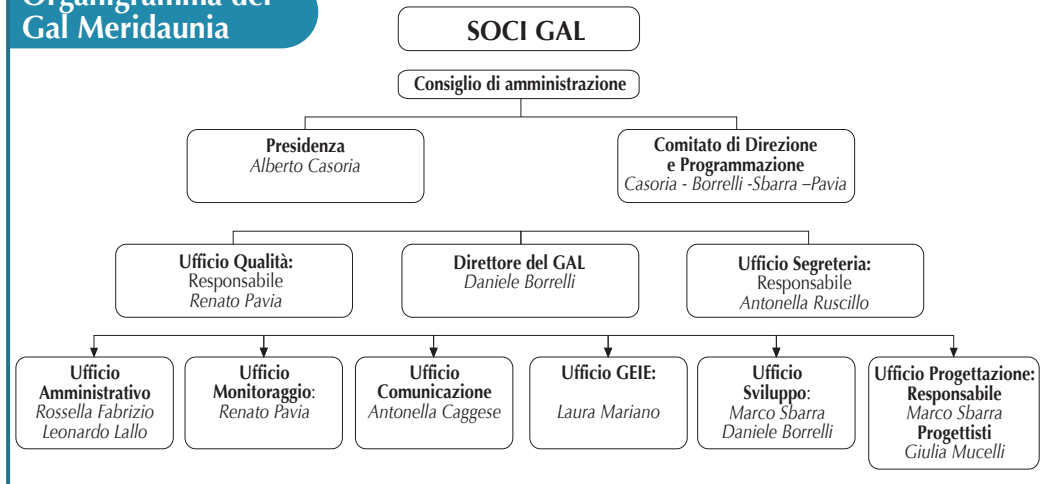 Organigramma del
Gal Meridaunia
SOCI GAL
Consiglio di amministrazione
Presidenza
Alberto Casoria
Comitato di Direzione
e Programmazione
Casoria - Borrelli -Sbarra –Pavia
Ufficio Qualità:
Responsabile
Renato Pavia
Direttore del GAL
Daniele Borrelli
Ufficio Segreteria:
Responsabile
Antonella Ruscillo
Ufficio
Amministrativo
Rossella Fabrizio
Leonardo Lallo
Ufficio
Monitoraggio:
Renato Pavia
Ufficio
Comunicazione
Antonella Caggese
Ufficio GEIE:
Laura Mariano
Ufficio
Sviluppo:
Marco Sbarra
Daniele Borrelli
Ufficio Progettazione:
Responsabile
Marco Sbarra
Progettisti
Giulia Mucelli